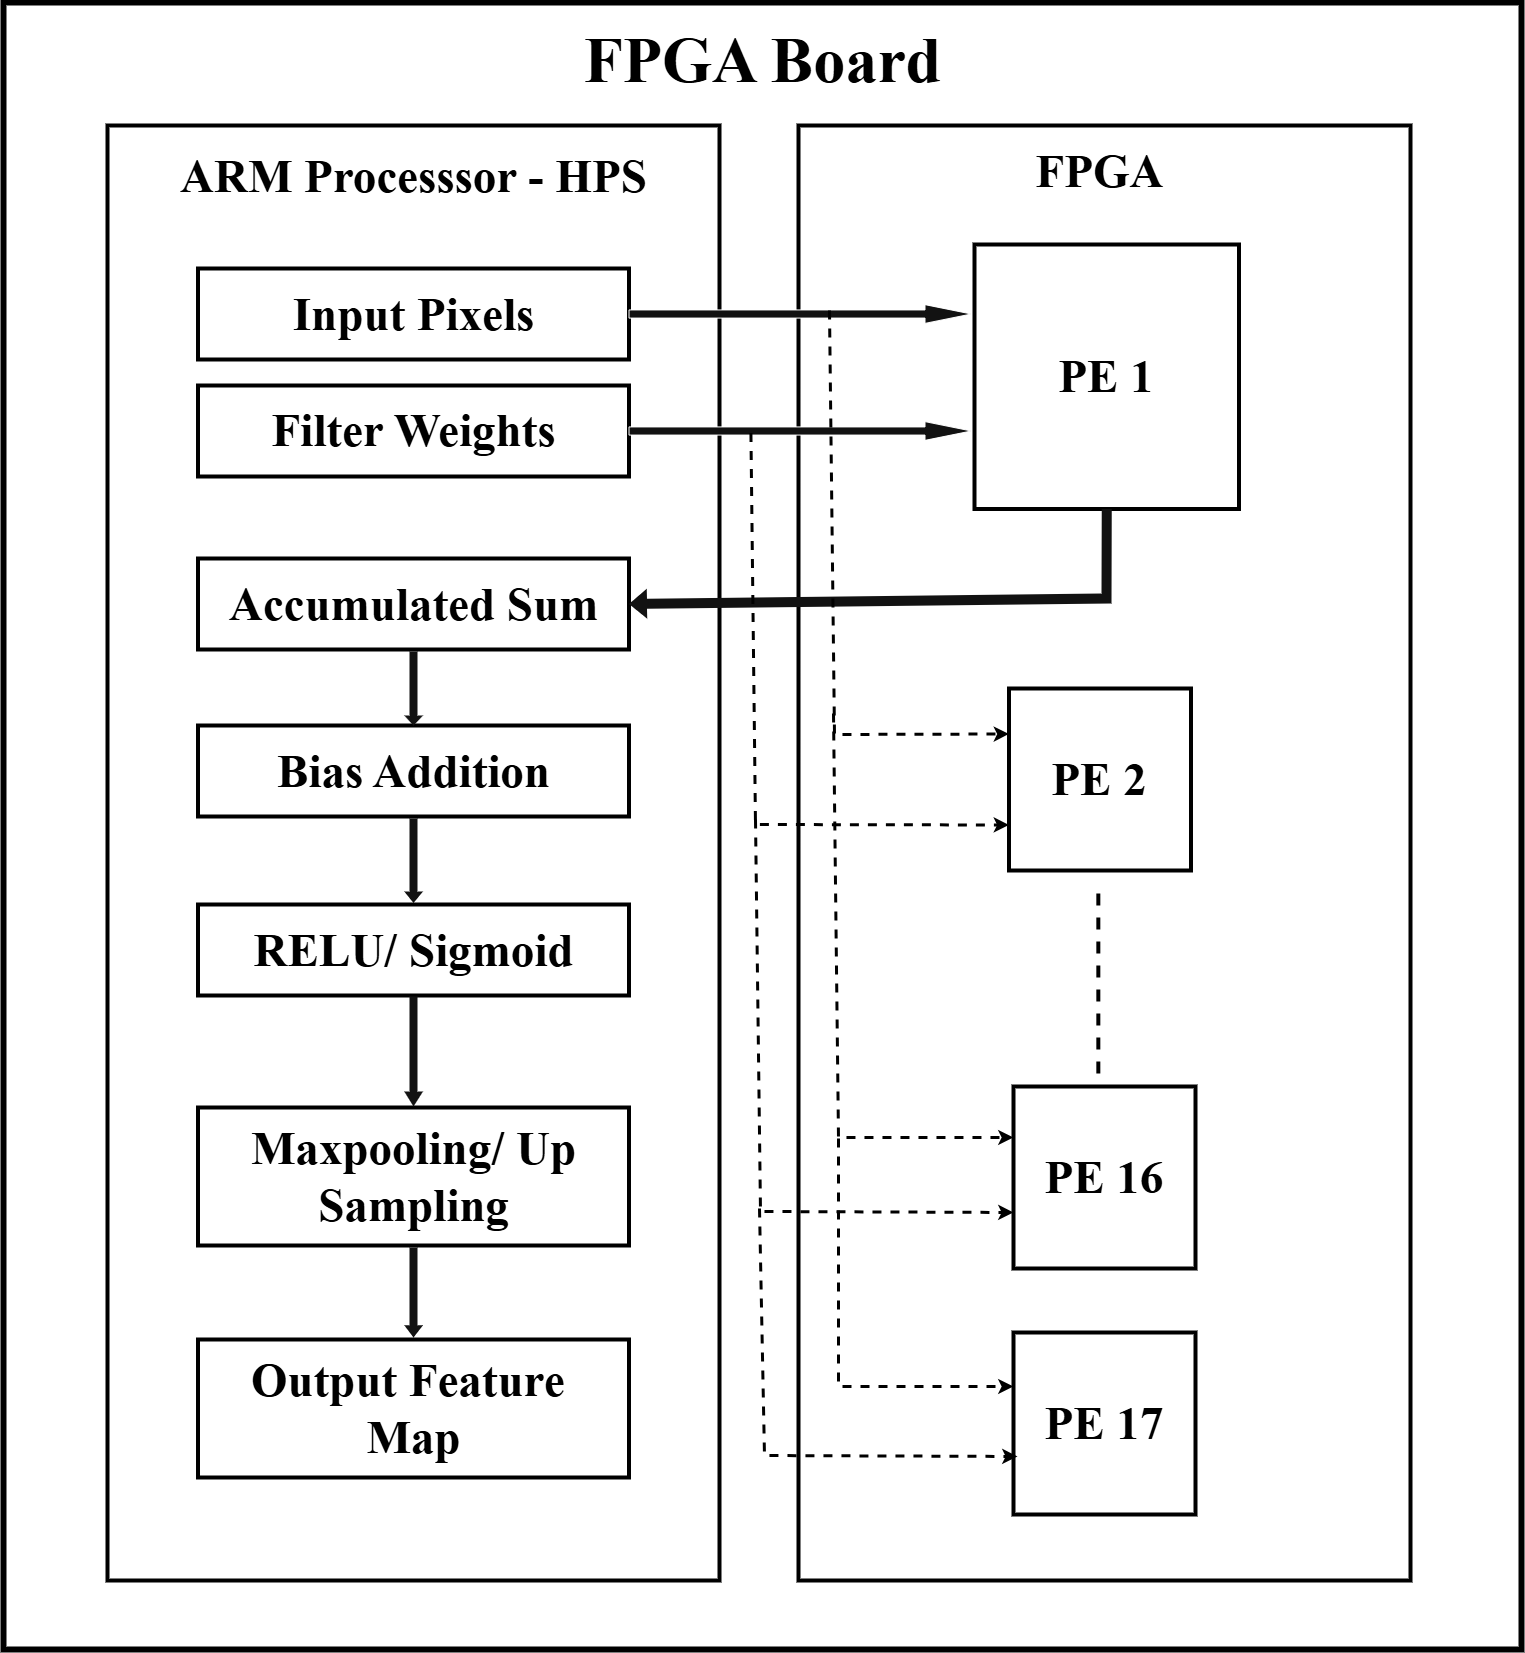 FPGA Board
ARM Processsor - HPS
Input Pixels
Filter Weights
Accumulated Sum
Bias Addition
RELU/ Sigmoid
Maxpooling/ Up
Sampling
Output Feature
Map
FPGA
PE 1
PE 2
PE 16
PE 17